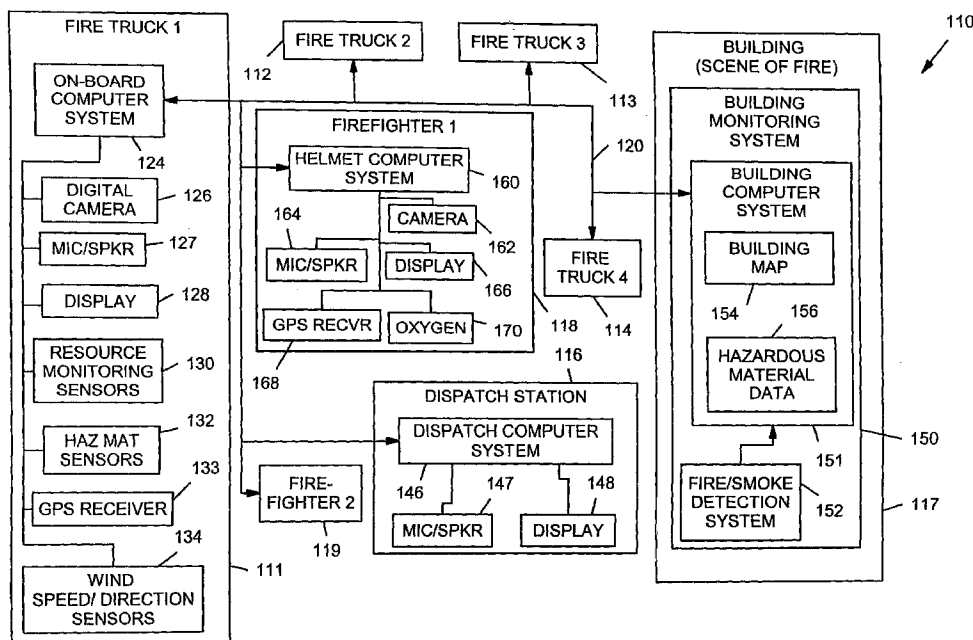 FIRE TRUCK 1
ON-BOARD
COMPUTER
SYSTEM
124
DIGITAL
CAMERA
126
MIC/SPKR
127
DISPLAY
128
RESOURCE
MONITORING
SENSORS
130
HAZ MAT
SENSORS
132
GPS RECEIVER
133
134
WIND
SPEED/ DIRECTION
SENSORS
111
FIRE TRUCK 2
112
FIRE TRUCK 3
113
FIREFIGHTER 1
HELMET COMPUTER
SYSTEM
160
CAMERA
162
164
MIC/SPKR
DISPLAY
166
GPS RECVR
168
OXYGEN
170
118
120
FIRE
TRUCK 4
114
116
DISPATCH STATION
DISPATCH COMPUTER
SYSTEM
146
147
148
MIC/SPKR
DISPLAY
FIRE-
FIGHTER 2
119
110
BUILDING
(SCENE OF FIRE)
BUILDING
MONITORING
SYSTEM
BUILDING
COMPUTER
SYSTEM
BUILDING
MAP
154
156
HAZARDOUS
MATERIAL
DATA
151
150
FIRE/SMOKE
DETECTION
SYSTEM
152
117